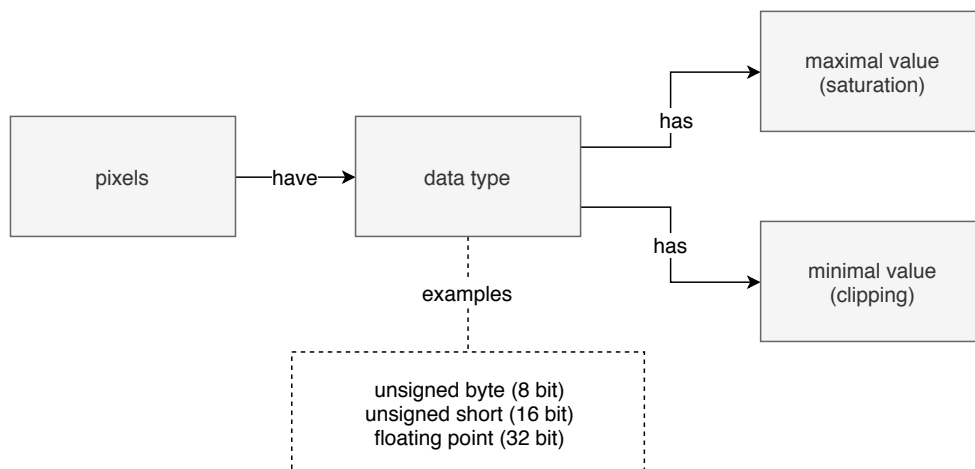 maximal value
(saturation)
has
pixels
have
data type
has
minimal value
(clipping)
examples
unsigned byte (8 bit)
unsigned short (16 bit)
floating point (32 bit)